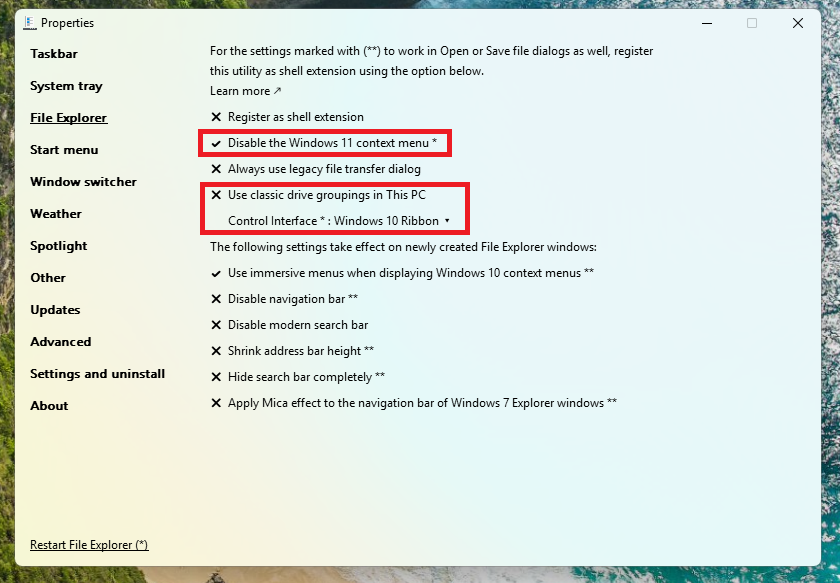 Properties
Taskbar
System tray
File Explorer
Start menu
Window switcher
Weather
Spotlight
Other
Updates
Advanced
Settings and uninstall
About
Restart File Explorer (*)
For the settings marked with (**) to work in Open or Save file dialogs as well, register
this utility as shell extension using the option below.
Learn more ↗
Register as shell extension
Disable the Windows 11 context menu *
Always use legacy file transfer dialog
Use classic drive groupings in This PC
Control Interface * : Windows 10 Ribbon
The following settings take effect on newly created File Explorer windows:
Use immersive menus when displaying Windows 10 context menus **
Disable navigation bar **
Disable modern search bar
Shrink address bar height **
Hide search bar completely **
Apply Mica effect to the navigation bar of Windows 7 Explorer windows **